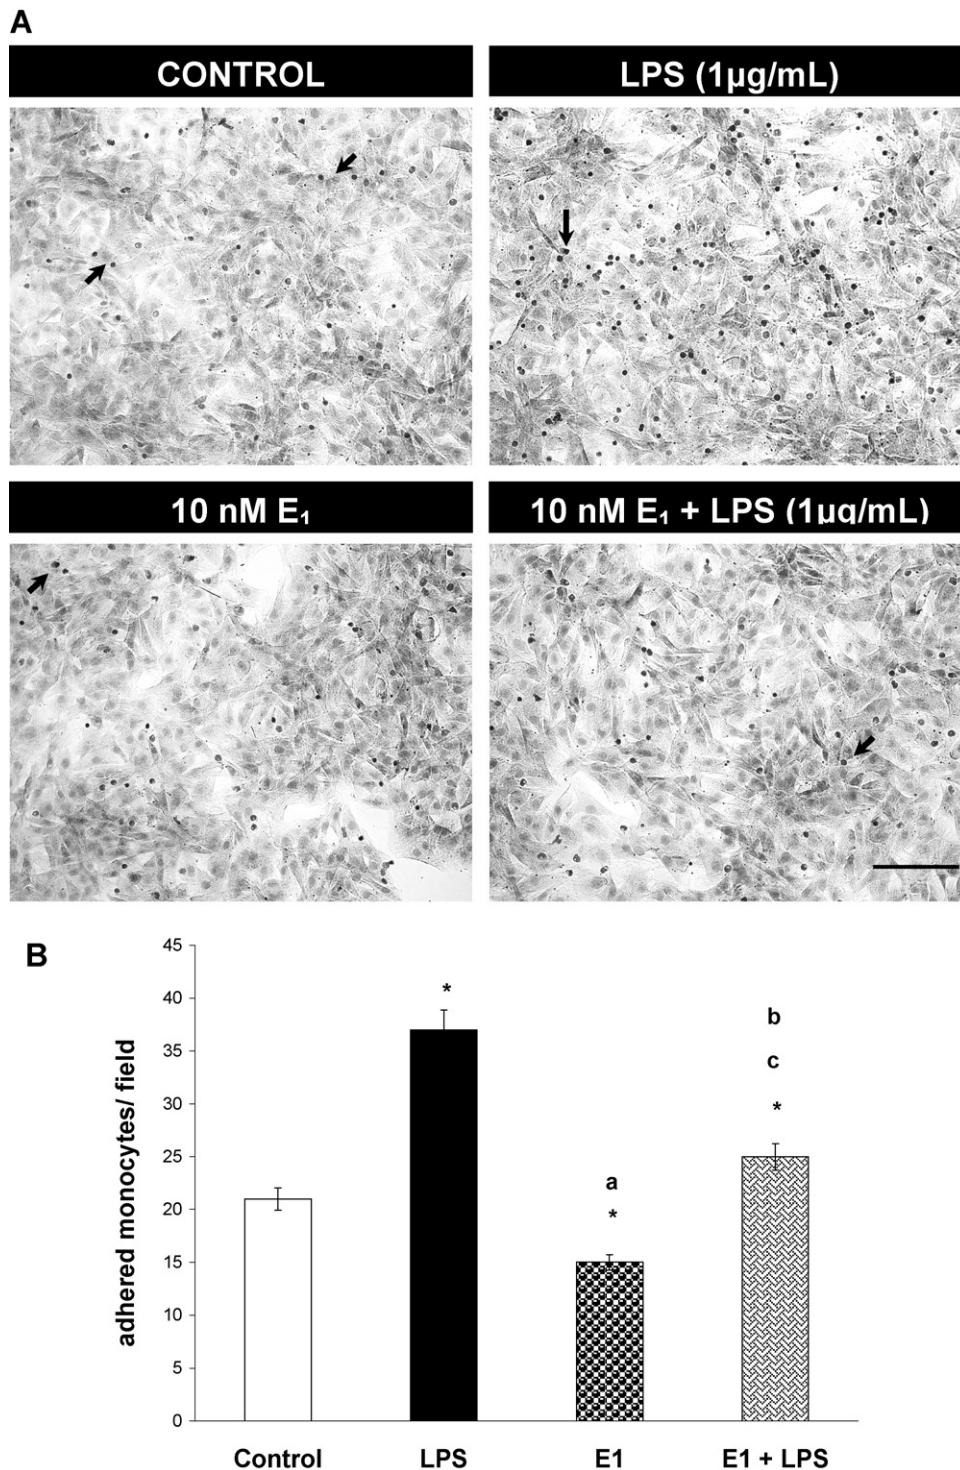 A
CONTROL
LPS (1µg/mL)
10 nM E₁
10 nM E₁ + LPS (1µg/mL)
B
adhered monocytes/ field
45
40
35
30
25
20
15
10
5
0
*
a
*
b
c
*
Control
LPS
E1
E1 + LPS